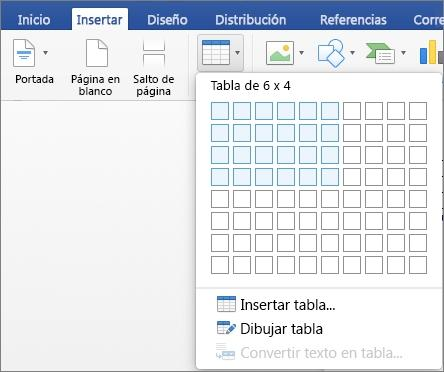 Inicio Insertar Diseño Distribución Referencias Corre
Portada
Página en
blanco
Salto de
página
Tabla de 6 x 4
Insertar tabla...
Dibujar tabla
Convertir texto en tabla...